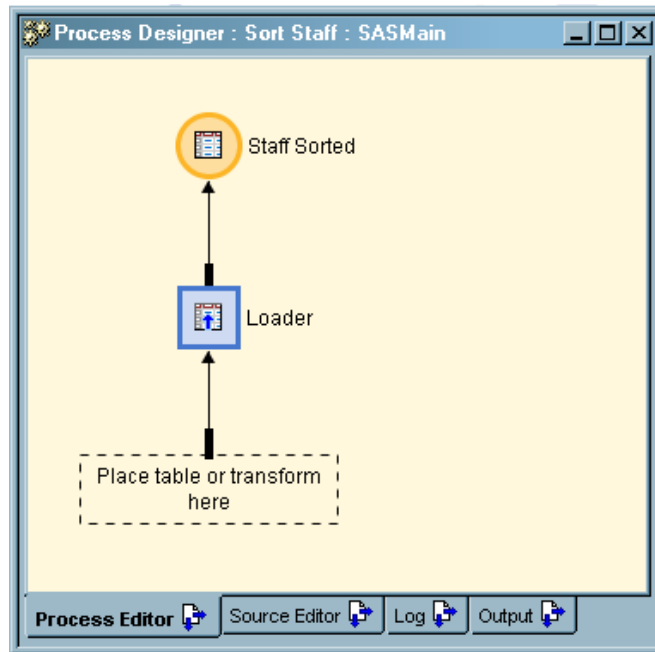 Process Designer : Sort Staff : SASMain
Staff Sorted
Loader
Place table or transform
here
Process Editor
Source Editor
Log
Output